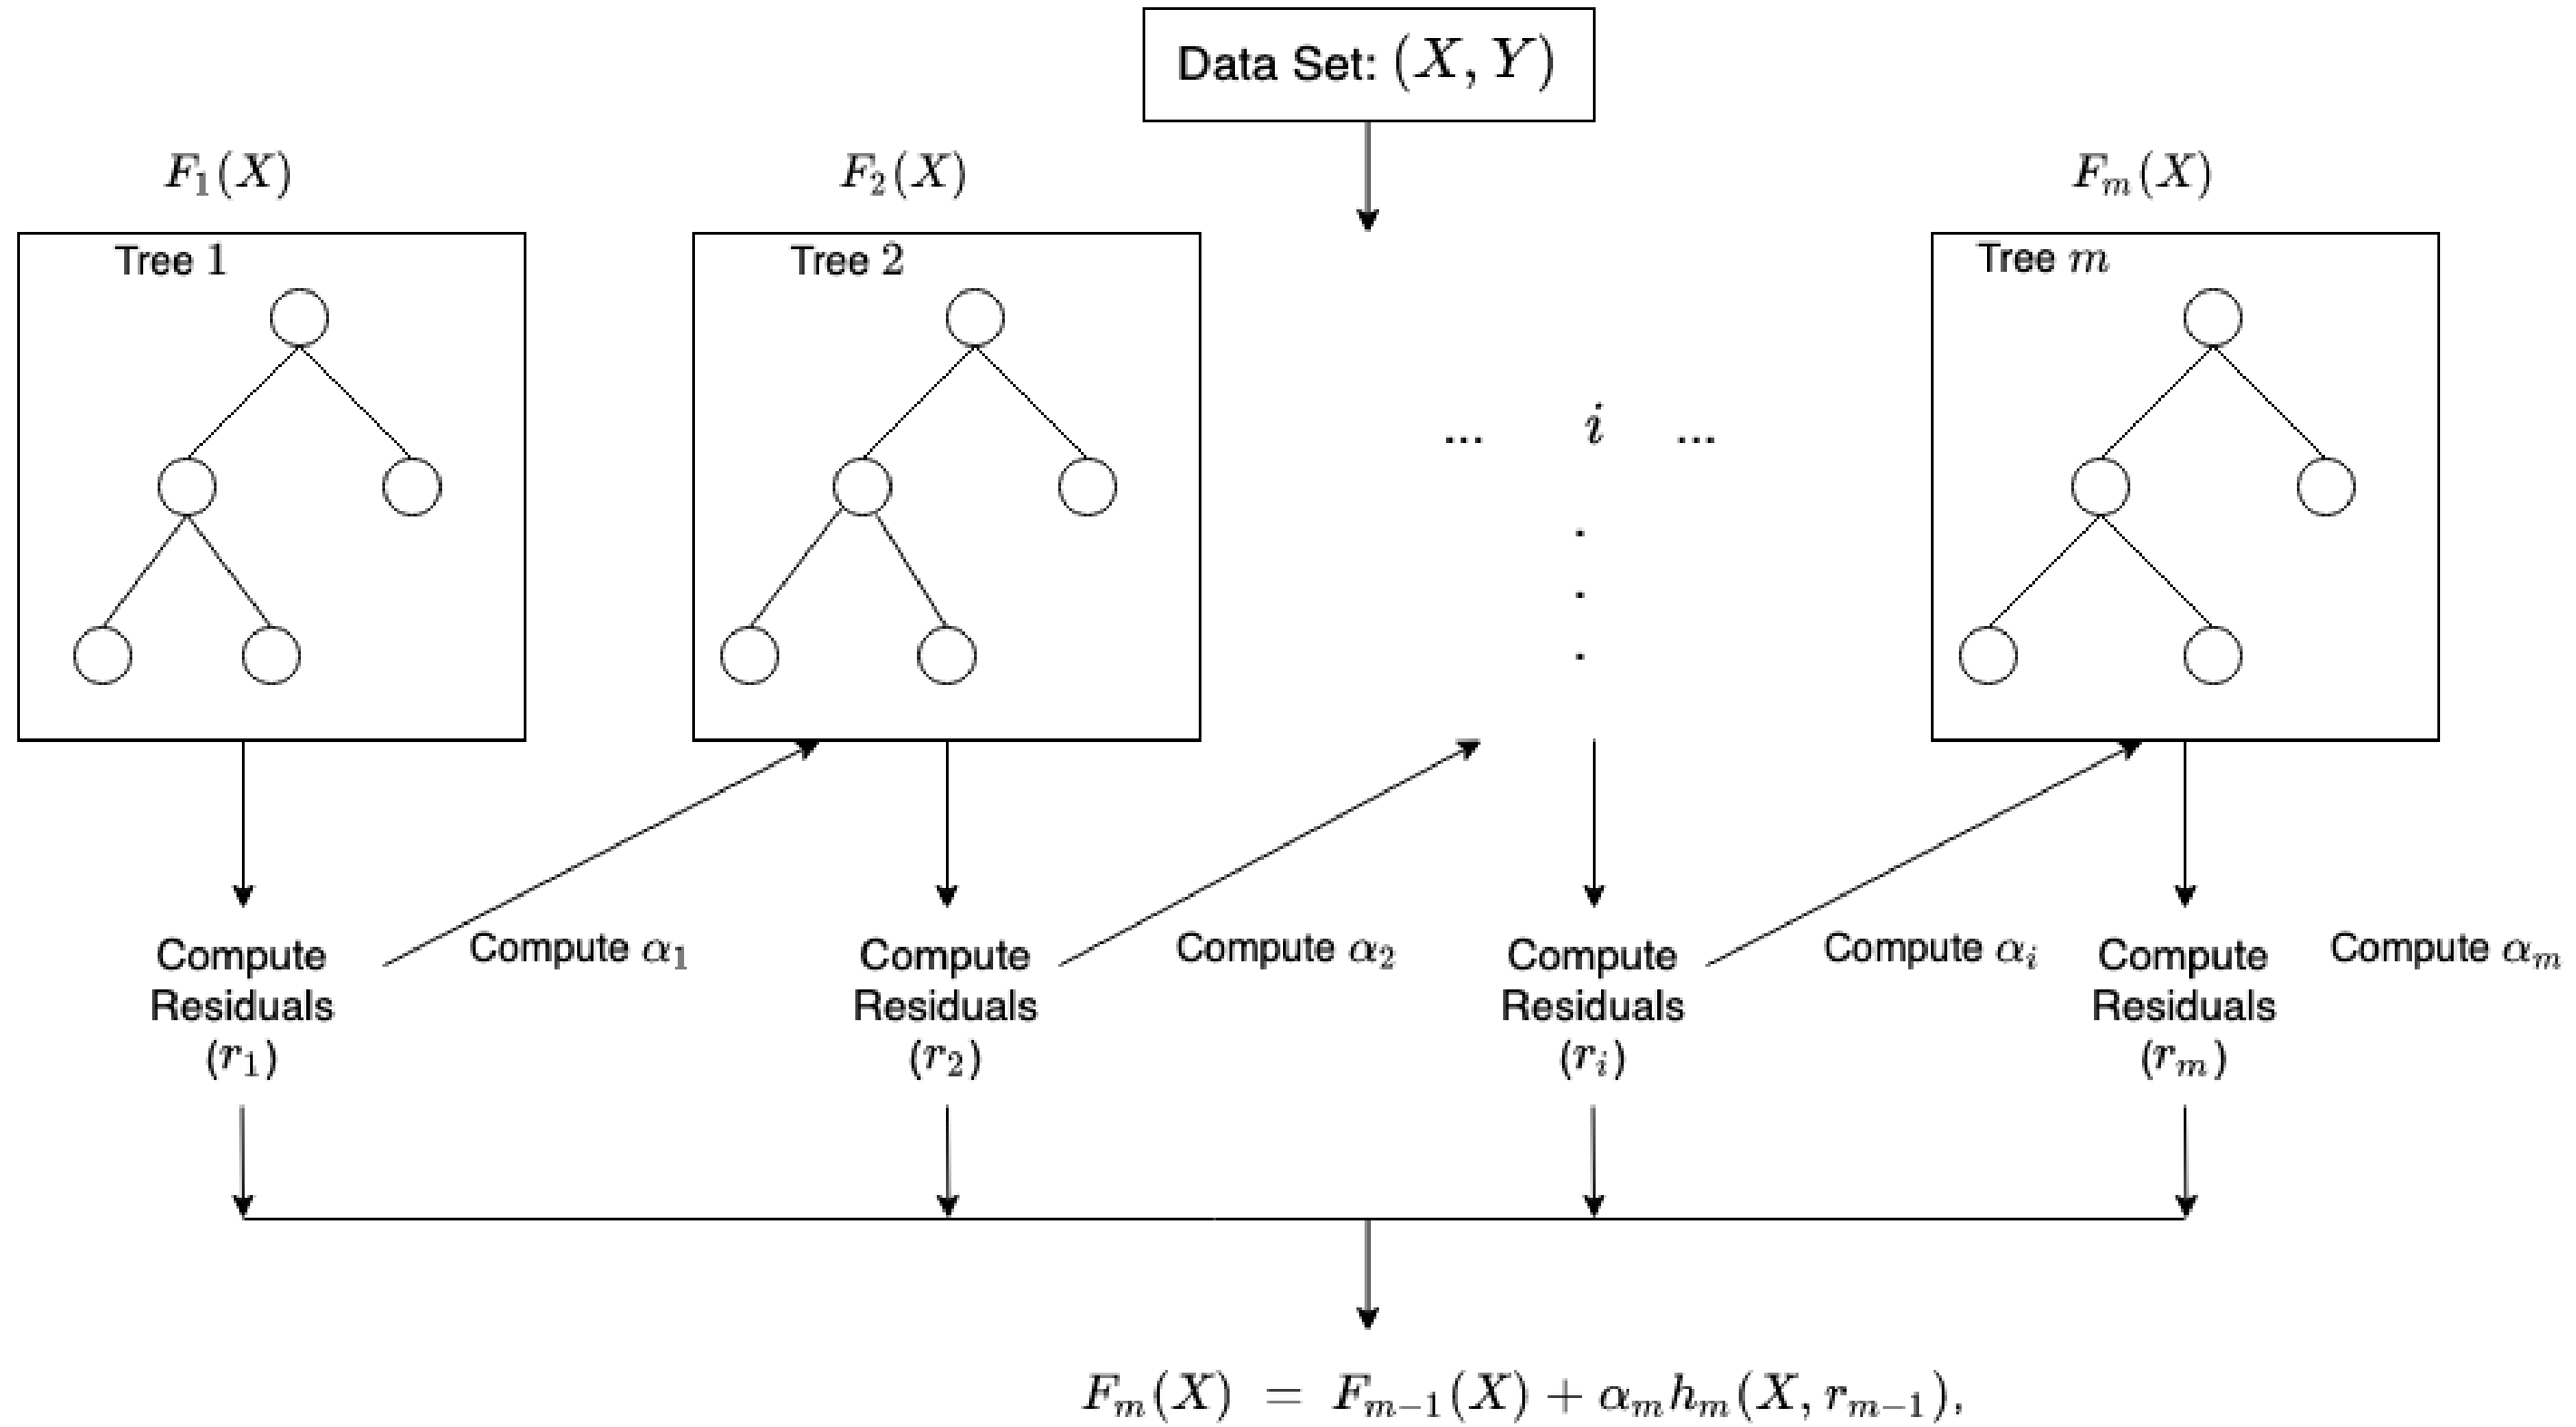 Data Set: (X, Y)
F₁(X)
F₂(X)
Fₘ(X)
Tree 1
Tree 2
Tree m
... i ...
.
.
.
Compute
Residuals
(r₁)
Compute α₁
Compute
Residuals
(r₂)
Compute α₂
Compute
Residuals
(rᵢ)
Compute αᵢ
Compute
Residuals
(rₘ)
Compute αₘ
Fₘ(X) = Fₘ₋₁(X) + αₘhₘ(X, rₘ₋₁),